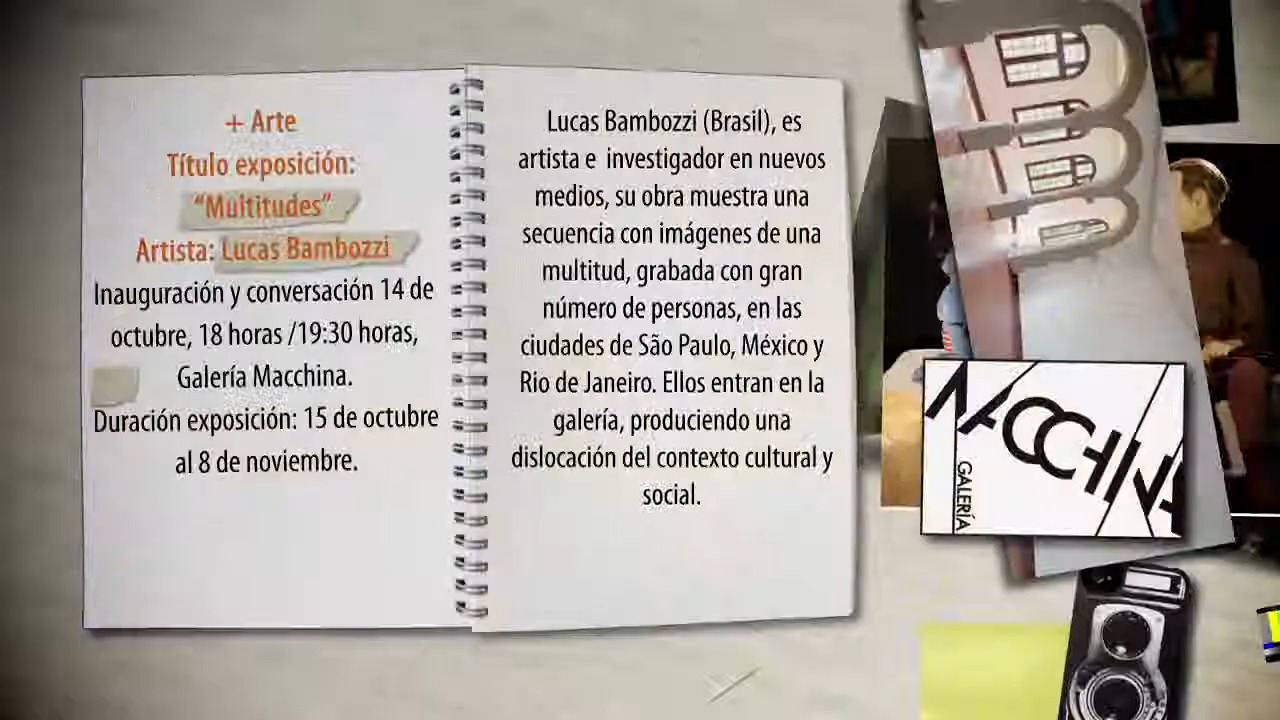 + Arte
Título exposición:
“Multitudes”
Artista: Lucas Bambozzi
Inauguración y conversación 14 de
octubre, 18 horas /19:30 horas,
Galería Macchina.
Duración exposición: 15 de octubre
al 8 de noviembre.
Lucas Bambozzi (Brasil), es
artista e investigador en nuevos
medios, su obra muestra una
secuencia con imágenes de una
multitud, grabada con gran
número de personas, en las
ciudades de São Paulo, México y
Rio de Janeiro. Ellos entran en la
galería, produciendo una
dislocación del contexto cultural y
social.
MACCHINA
GALERÍA